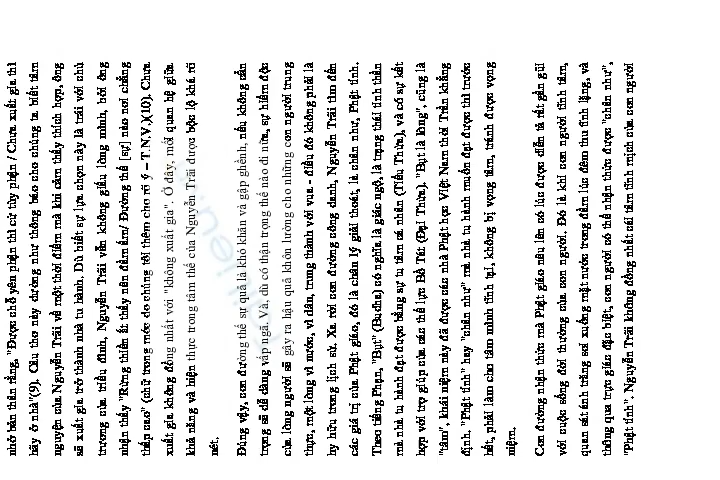 nhớ bản thân rằng, "Được chỗ yên phận thì cứ tùy phận / Chưa xuất gia thì
hãy ở nhà"(9). Câu thơ này dường như thông báo cho chúng ta biết tâm
nguyện của Nguyễn Trãi về một thời điểm mà khi cảm thấy thích hợp, ông
sẽ xuất gia trở thành nhà tu hành. Dù biết sự lựa chọn này là trái với chủ
trương của triều đình, Nguyễn Trãi vẫn không giấu lòng mình, bởi ông
nhận thấy "Rừng thiền ắt thấy nên đầm ấm/ Đường thế [sợ] nào nơi chẳng
thấp cao" (chữ trong móc do chúng tôi thêm cho rõ ý – T.N.V.)(10). Chưa
xuất gia không đồng nhất với "không xuất gia". Ở đây, mối quan hệ giữa
khả năng và hiện thực trong tâm thế của Nguyễn Trãi được bộc lộ khá rõ
nét.
Đúng vậy, con đường thế sự quả là khó khăn và gập ghềnh, nếu không cẩn
trọng sẽ dễ dàng vấp ngã. Và, dù có thận trọng thế nào đi nữa, sự hiểm độc
của lòng người sẽ gây ra hậu quả khôn lường cho những con người trung
thực, một lòng vì nước, vì dân, trung thành với vua - điều đó không phải là
hy hữu trong lịch sử. Xa rời con đường công danh, Nguyễn Trãi tìm đến
các giá trị của Phật giáo, đó là chân lý giải thoát, là chân như, Phật tính.
Theo tiếng Phạn, "Bụt" (Budha) có nghĩa là giác ngộ, là trạng thái tinh thần
mà nhà tu hành đạt được bằng sự tu tâm cá nhân (Tiểu Thừa), và có sự kết
hợp với trợ giúp của các thế lực Bồ Tát (Đại Thừa). "Bụt là lòng", cũng là
"tâm", khái niệm này đã được các nhà Phật học Việt Nam thời Trần khẳng
định. "Phật tính" hay "chân như" mà nhà tu hành muốn đạt được thì trước
hết, phải làm cho tâm mình tĩnh lại, không bị vọng tâm, tránh được vọng
niệm.
Con đường nhận thức mà Phật giáo nêu lên có lúc được diễn tả rất gần gũi
với cuộc sống đời thường của con người. Đó là khi con người tĩnh tâm,
quan sát ánh trăng soi xuống mặt nước trong đêm lúc đêm thu tĩnh lặng, và
thông qua trực giác đặc biệt, con người có thể nhận thức được "chân như",
"Phật tính". Nguyễn Trãi không đồng nhất cái tâm tĩnh mịch của con người